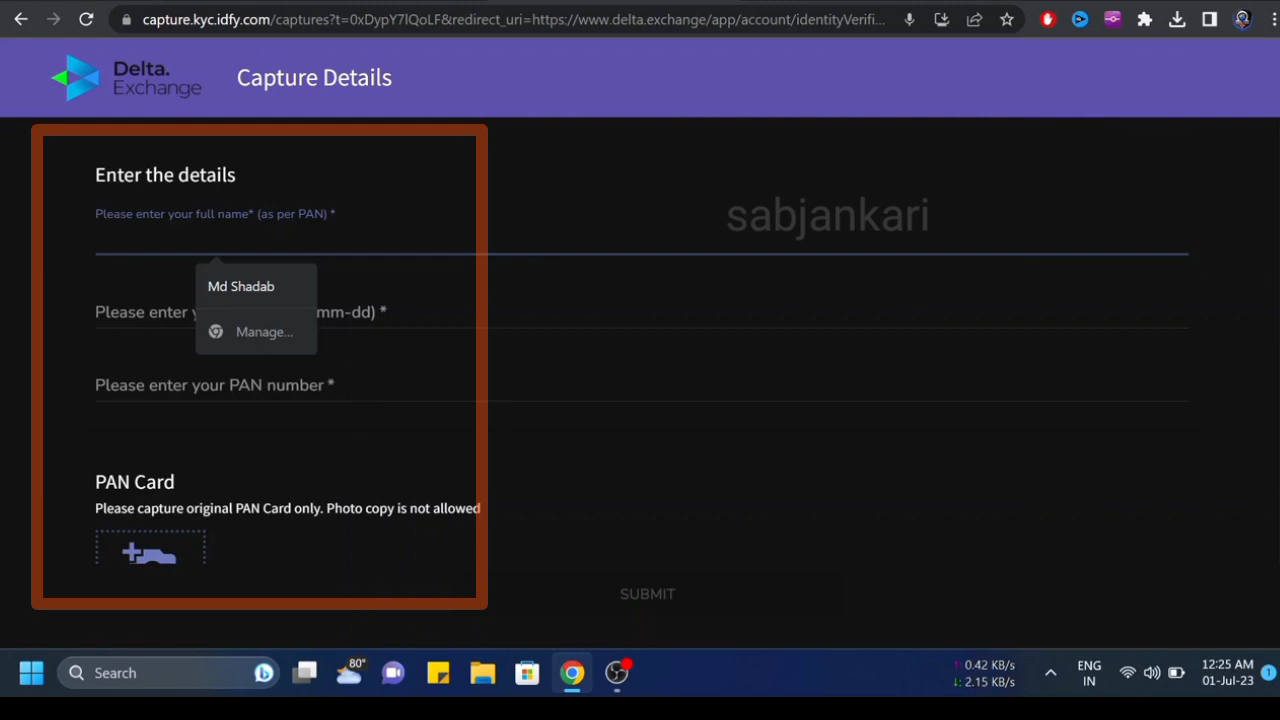 capture.kyc.idfy.com/captures?t=0xDypY7IQoLF&redirect_uri=https://www.delta.exchange/app/account/identityVerifi...
Delta.
Exchange
Capture Details
Enter the details
Please enter your full name* (as per PAN) *
sabjankari
Md Shadab
Please enter mm-dd) *
Manage...
Please enter your PAN number *
PAN Card
Please capture original PAN Card only. Photo copy is not allowed
SUBMIT
Search
80°
0.42 KB/s
2.15 KB/s
ENG
IN
12:25 AM
01-Jul-23
1